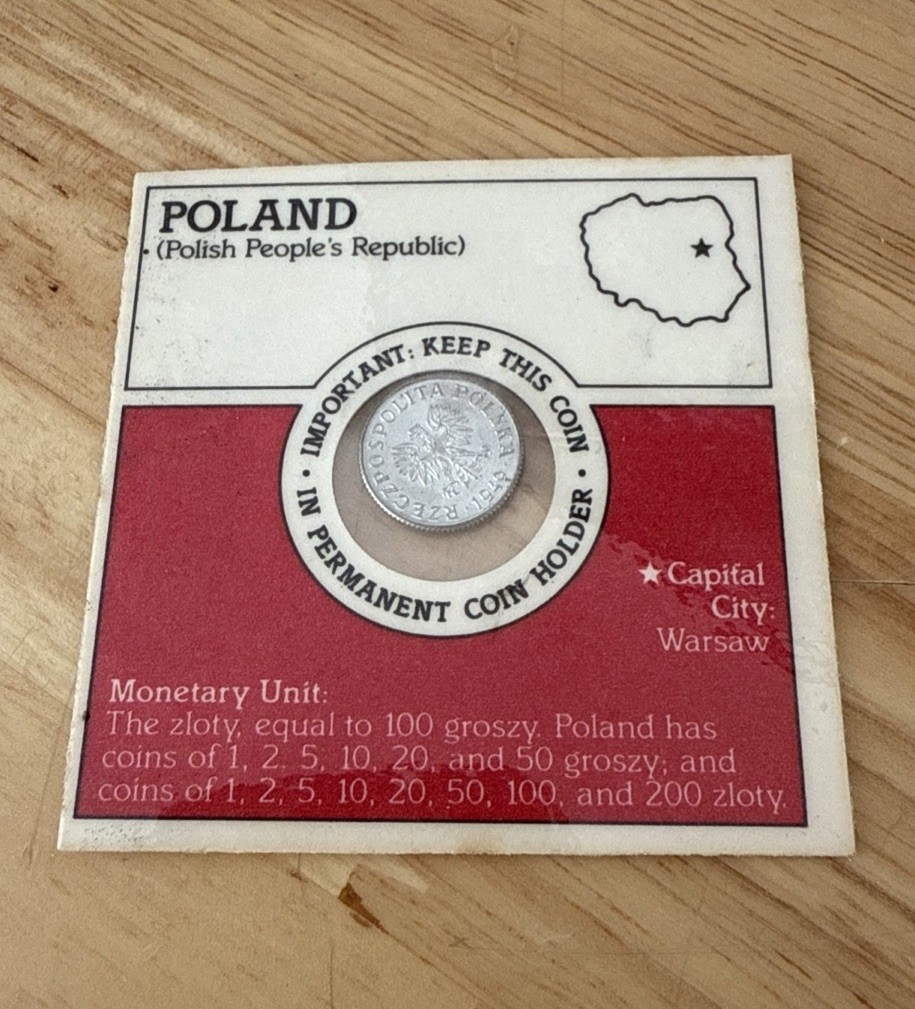 POLAND
(Polish People's Republic)
IMPORTANT: KEEP THIS COIN
· IN PERMANENT COIN HOLDER ·
RZECZPOSPOLITA POLSKA 1949
★Capital
City:
Warsaw
Monetary Unit:
The zloty, equal to 100 groszy. Poland has
coins of 1, 2. 5, 10, 20, and 50 groszy; and
coins of 1, 2, 5, 10, 20, 50, 100, and 200 zloty.